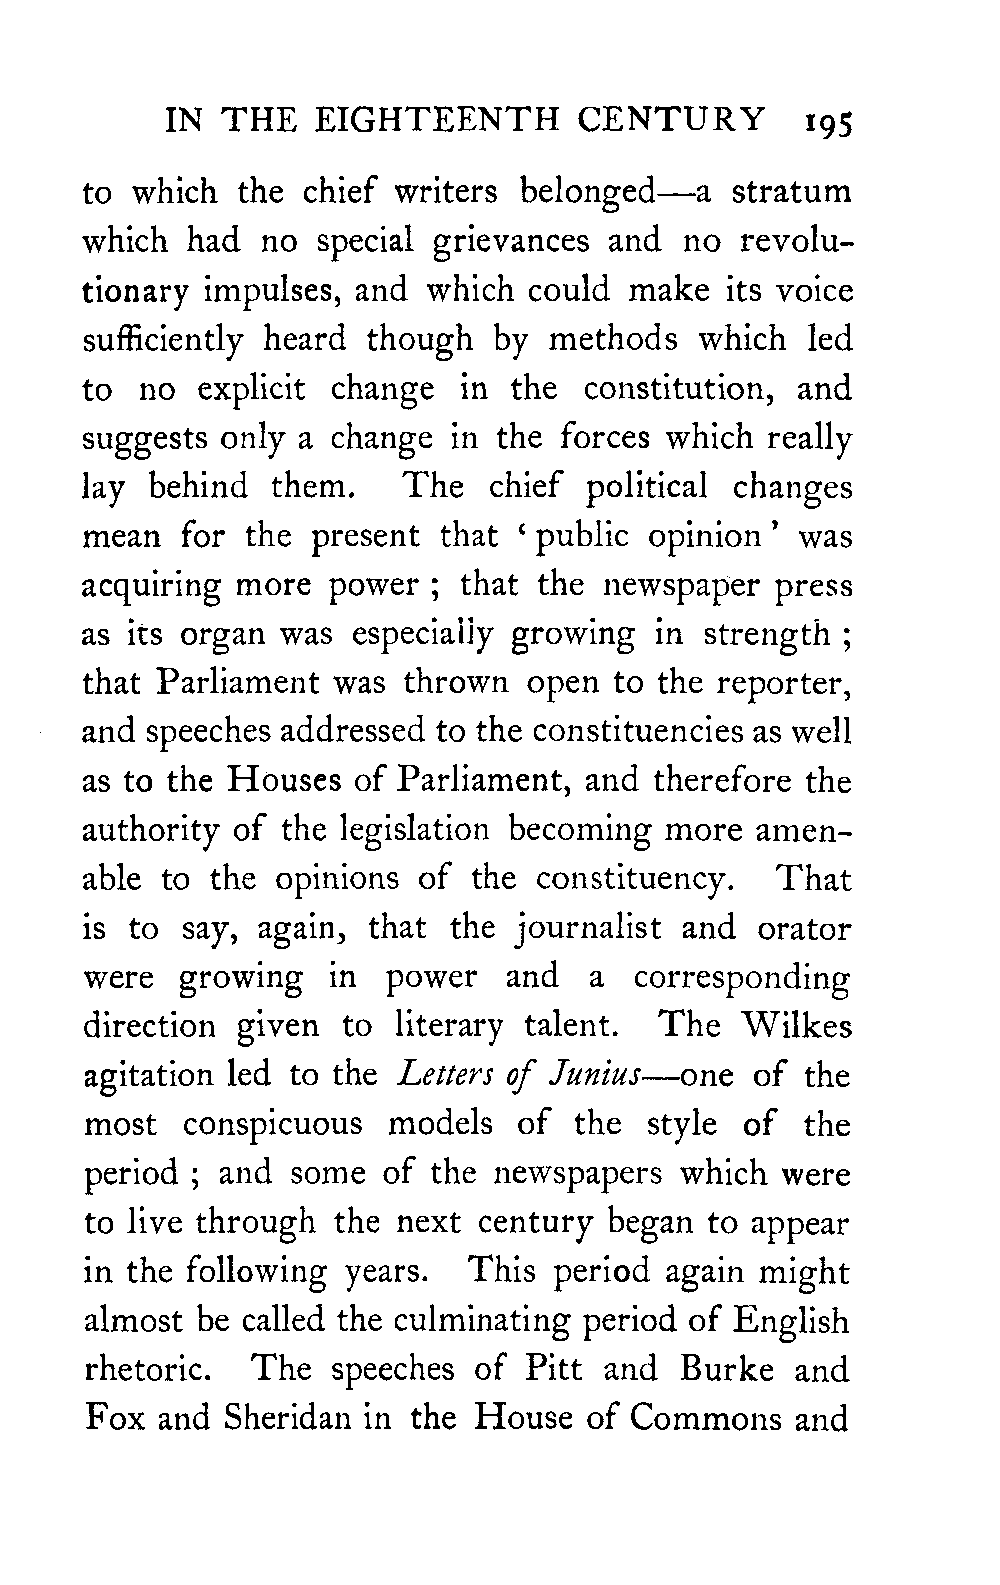 IN THE EIGHTEENTH CENTURY 195
to which the chief writers belonged—a stratum
which had no special grievances and no revolu-
tionary impulses, and which could make its voice
sufficiently heard though by methods which led
to no explicit change in the constitution, and
suggests only a change in the forces which really
lay behind them. The chief political changes
mean for the present that ‘public opinion’ was
acquiring more power ; that the newspaper press
as its organ was especially growing in strength ;
that Parliament was thrown open to the reporter,
and speeches addressed to the constituencies as well
as to the Houses of Parliament, and therefore the
authority of the legislation becoming more amen-
able to the opinions of the constituency. That
is to say, again, that the journalist and orator
were growing in power and a corresponding
direction given to literary talent. The Wilkes
agitation led to the Letters of Junius—one of the
most conspicuous models of the style of the
period ; and some of the newspapers which were
to live through the next century began to appear
in the following years. This period again might
almost be called the culminating period of English
rhetoric. The speeches of Pitt and Burke and
Fox and Sheridan in the House of Commons and